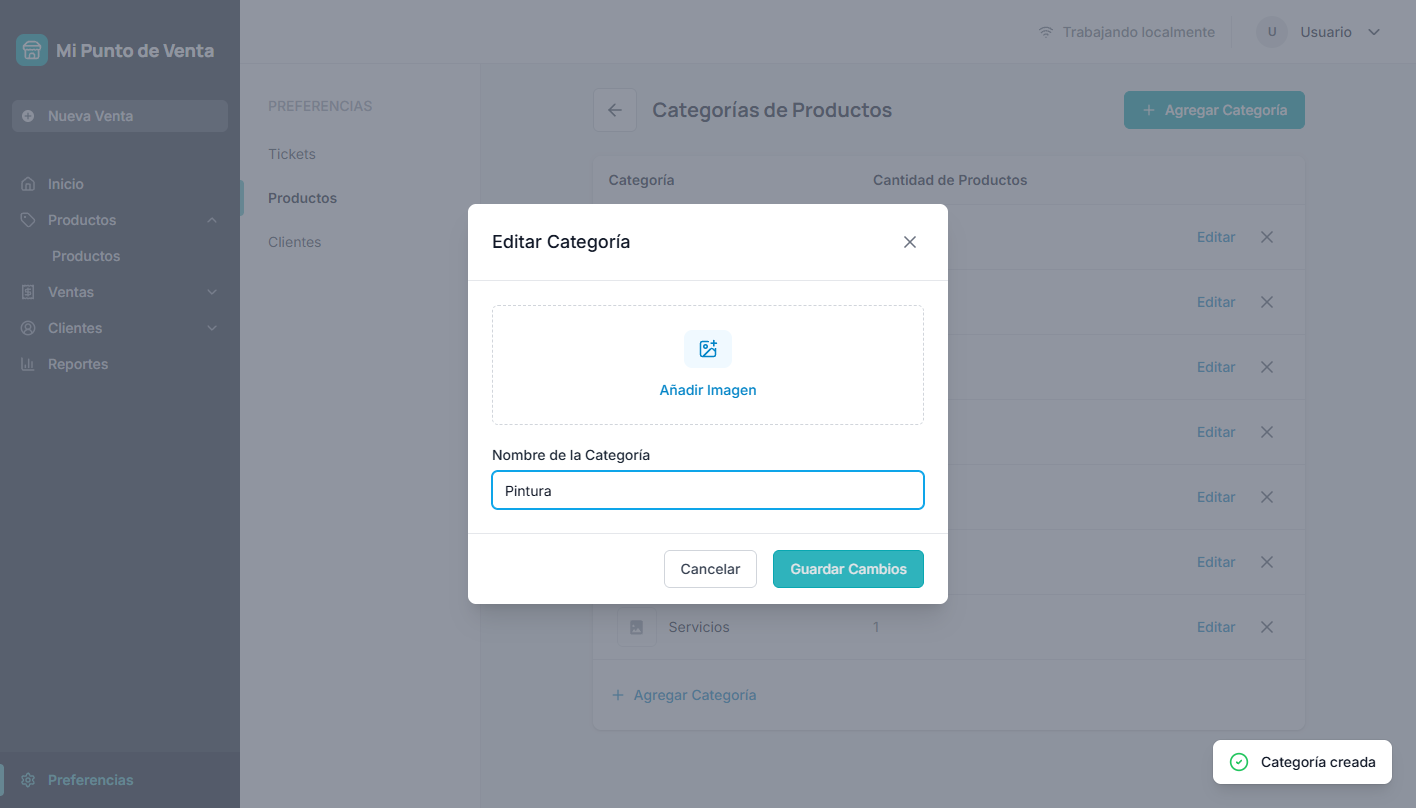 Mi Punto de Venta
Nueva Venta
Inicio
Productos
Productos
Ventas
Clientes
Reportes
Preferencias
Trabajando localmente
U
Usuario
PREFERENCIAS
Tickets
Productos
Clientes
Categorías de Productos
+ Agregar Categoría
Categoría Cantidad de Productos
Editar
Editar
Editar
Editar
Editar
Editar
Servicios 1 Editar
+ Agregar Categoría
Editar Categoría
Añadir Imagen
Nombre de la Categoría
Pintura
Cancelar
Guardar Cambios
Categoría creada